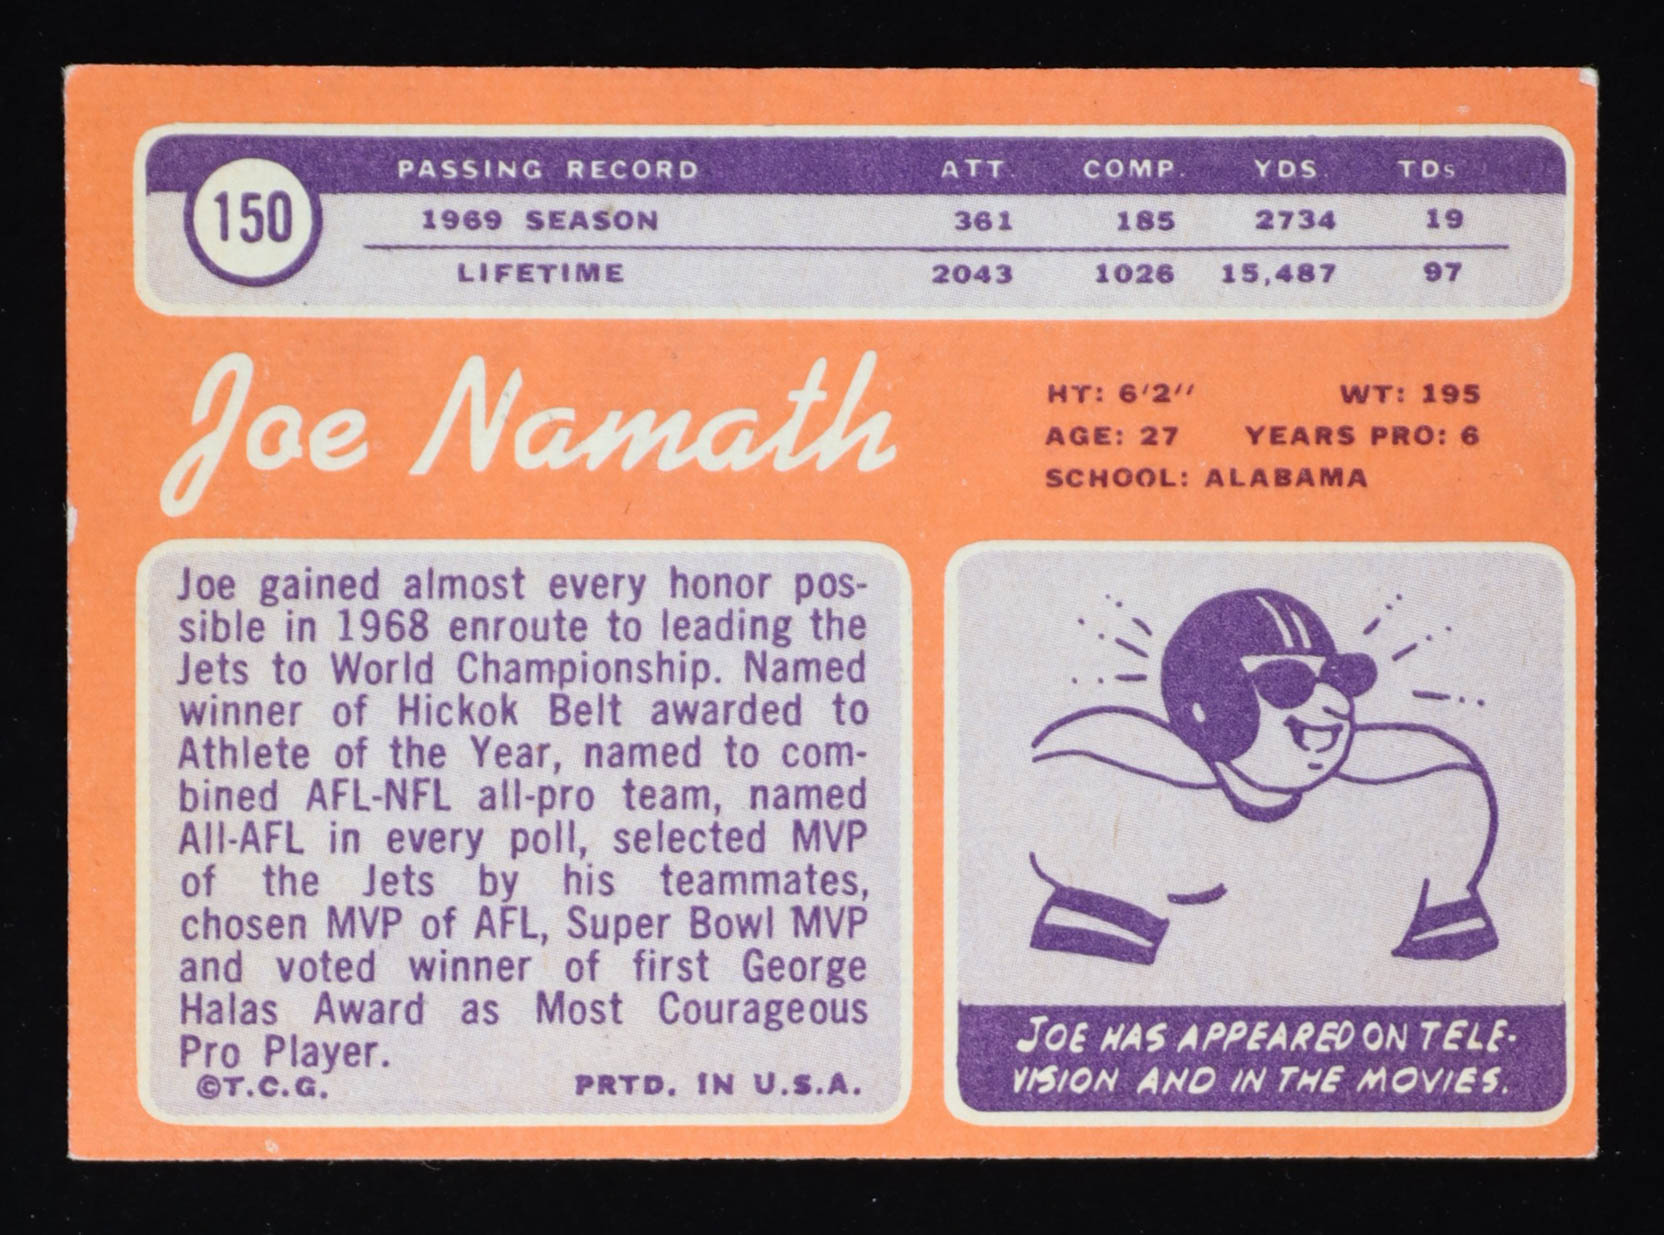 150
PASSING RECORD ATT. COMP. YDS. TDs
1969 SEASON 361 185 2734 19
LIFETIME 2043 1026 15,487 97
Joe Namath
HT: 6'2'' WT: 195
AGE: 27 YEARS PRO: 6
SCHOOL: ALABAMA
Joe gained almost every honor pos-
sible in 1968 enroute to leading the
Jets to World Championship. Named
winner of Hickok Belt awarded to
Athlete of the Year, named to com-
bined AFL-NFL all-pro team, named
All-AFL in every poll, selected MVP
of the Jets by his teammates,
chosen MVP of AFL, Super Bowl MVP
and voted winner of first George
Halas Award as Most Courageous
Pro Player.
©T.C.G. PRTD. IN U.S.A.
JOE HAS APPEARED ON TELE-
VISION AND IN THE MOVIES.